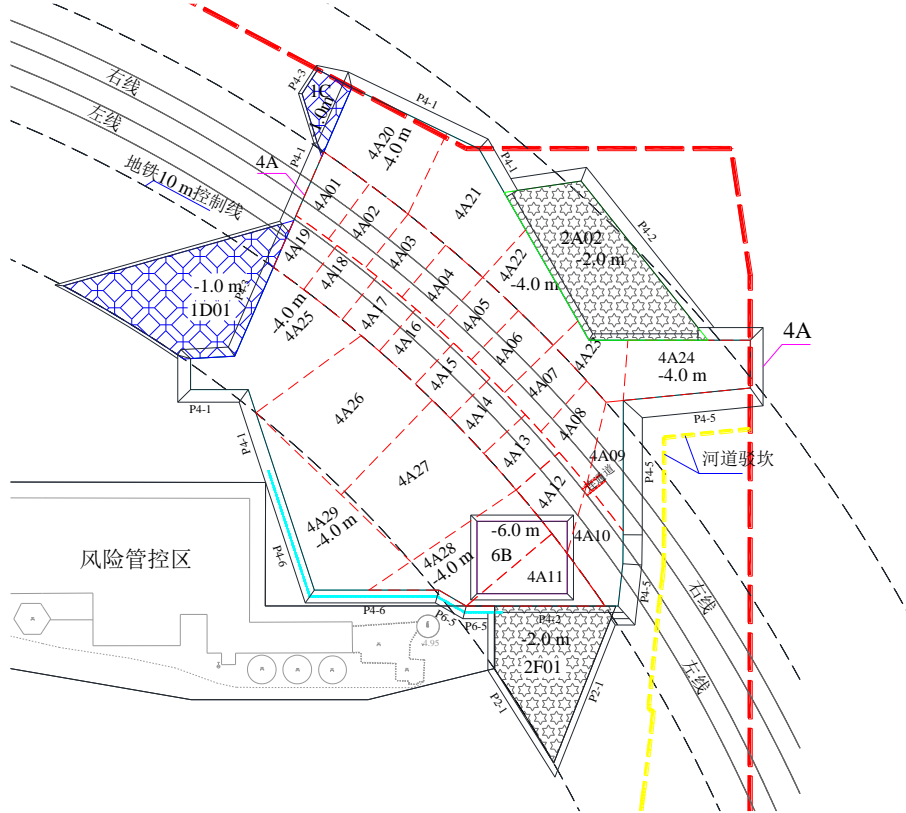 P4-3
1C
-1.0m
P4-1
右线
左线
4A20
-4.0 m
P4-1
4A
P4-1
4A01
地铁10 m控制线
4A21
P4-2
4A02
2A02
-2.0 m
4A19
4A03
4A22
-4.0 m
4A18
4A04
-1.0 m
1D01
-4.0 m
4A25
4A17
4A05
4A16
4A06
4A23
4A24
-4.0 m
4A
4A15
4A07
P4-1
4A26
4A14
4A08
P4-5
P4-1
4A13
4A09
P4-5
河道驳坎
4A27
4A12
4A29
-4.0 m
-6.0 m
6B
4A10
风险管控区
4A28
-4.0 m
4A11
P4-6
P4-5
右线
P4-6
P6-5
P6-5
P4-2
4.95
-2.0 m
2F01
左线
P2-1
P2-1